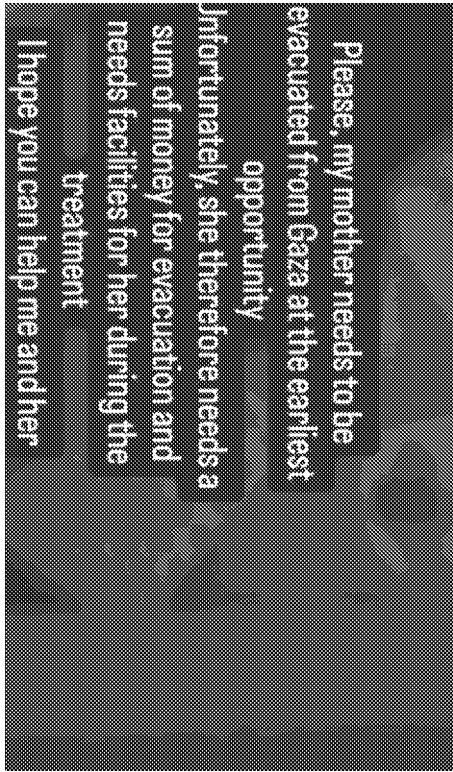 Please, my mother needs to be
evacuated from Gaza at the earliest
opportunity
Unfortunately, she therefore needs a
sum of money for evacuation and
needs facilities for her during the
treatment
I hope you can help me and her